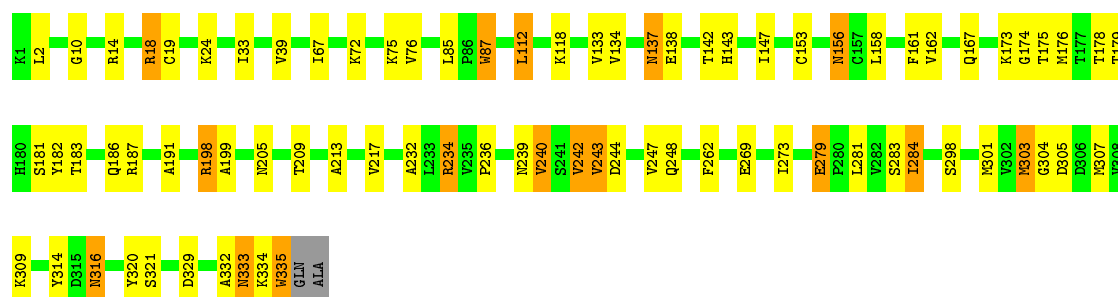 K1 L2 G10 R14 R18 C19 K24 I33 V39 I67 K72 K75 V76 L85 P86 W87 L112 K118 V133 V134 N137 E138 T142 H143 I147 C153 N156 C157 L158 F161 V162 Q167 K173 G174 T175 M176 T177 T178 T179
H180 S181 Y182 T183 Q186 R187 A191 R198 A199 N205 T209 A213 V217 A232 L233 R234 V235 P236 N239 V240 S241 V242 V243 D244 V247 Q248 F262 E269 I273 E279 P280 L281 V282 S283 I284 S298 M301 V302 M303 G304 D305 D306 M307 V308
K309 Y314 D315 N316 Y320 S321 D329 A332 N333 K334 W335 GLN ALA